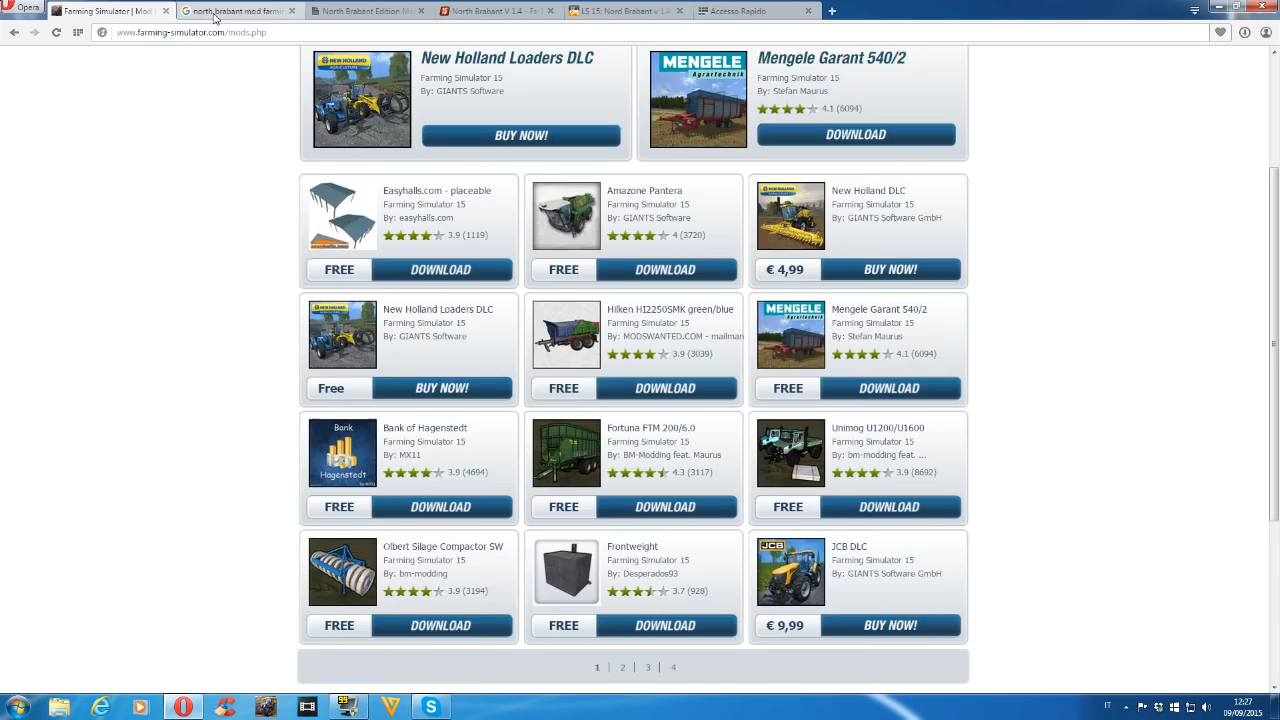 Opera
Farming Simulator | Mod
north brabant mod farmin
North Brabant Edition Ma
North Brabant V 1.4 - Fa
LS 15: Nord Brabant v 1.4
Accesso Rapido
www.farming-simulator.com/mods.php
New Holland Loaders DLC
Farming Simulator 15
By: GIANTS Software
BUY NOW!
MENGELE
Agrartechnik
Mengele Garant 540/2
Farming Simulator 15
By: Stefan Maurus
4.1 (6094)
DOWNLOAD
Easyhalls.com - placeable
Farming Simulator 15
By: easyhalls.com
3.9 (1119)
FREE DOWNLOAD
Amazone Pantera
Farming Simulator 15
By: GIANTS Software
4 (3720)
FREE DOWNLOAD
New Holland DLC
Farming Simulator 15
By: GIANTS Software GmbH
€ 4,99 BUY NOW!
New Holland Loaders DLC
Farming Simulator 15
By: GIANTS Software
Free BUY NOW!
Hilken HI2250SMK green/blue
Farming Simulator 15
By: MODSWANTED.COM - mailman
3.9 (3039)
FREE DOWNLOAD
MENGELE
Mengele Garant 540/2
Farming Simulator 15
By: Stefan Maurus
4.1 (6094)
FREE DOWNLOAD
Bank
Hagenstedt
Bank of Hagenstedt
Farming Simulator 15
By: MX11
3.9 (4694)
FREE DOWNLOAD
Fortuna FTM 200/6.0
Farming Simulator 15
By: BM-Modding feat. Maurus
4.3 (3117)
FREE DOWNLOAD
Unimog U1200/U1600
Farming Simulator 15
By: bm-modding feat. ...
3.9 (8692)
FREE DOWNLOAD
Olbert Silage Compactor SW
Farming Simulator 15
By: bm-modding
3.9 (3194)
FREE DOWNLOAD
Frontweight
Farming Simulator 15
By: Desperados93
3.7 (928)
FREE DOWNLOAD
JCB
JCB DLC
Farming Simulator 15
By: GIANTS Software GmbH
€ 9,99 BUY NOW!
1 | 2 | 3 | 4
99
IT
12:27
09/09/2015